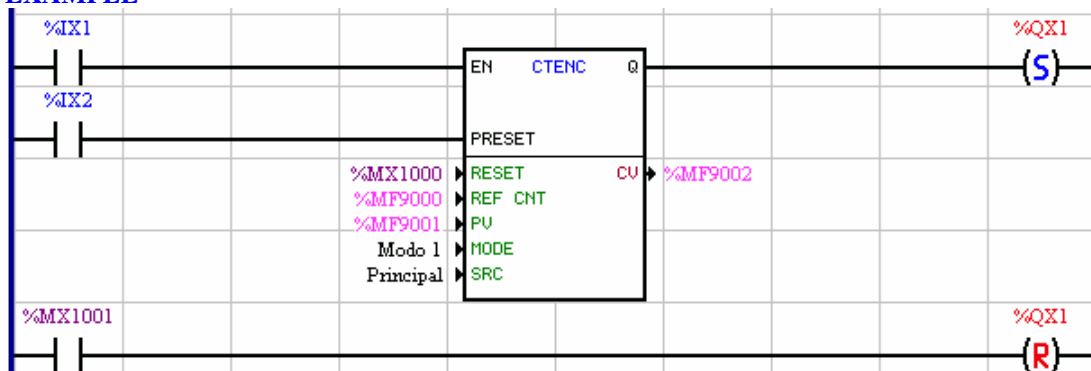 EXAMPLE
%IX1 %QX1
EN CTENC Q (S)
%IX2
PRESET
%MX1000 RESET CV %MF9002
%MF9000 REF CNT
%MF9001 PV
Modo 1 MODE
Principal SRC
%MX1001 %QX1
(R)